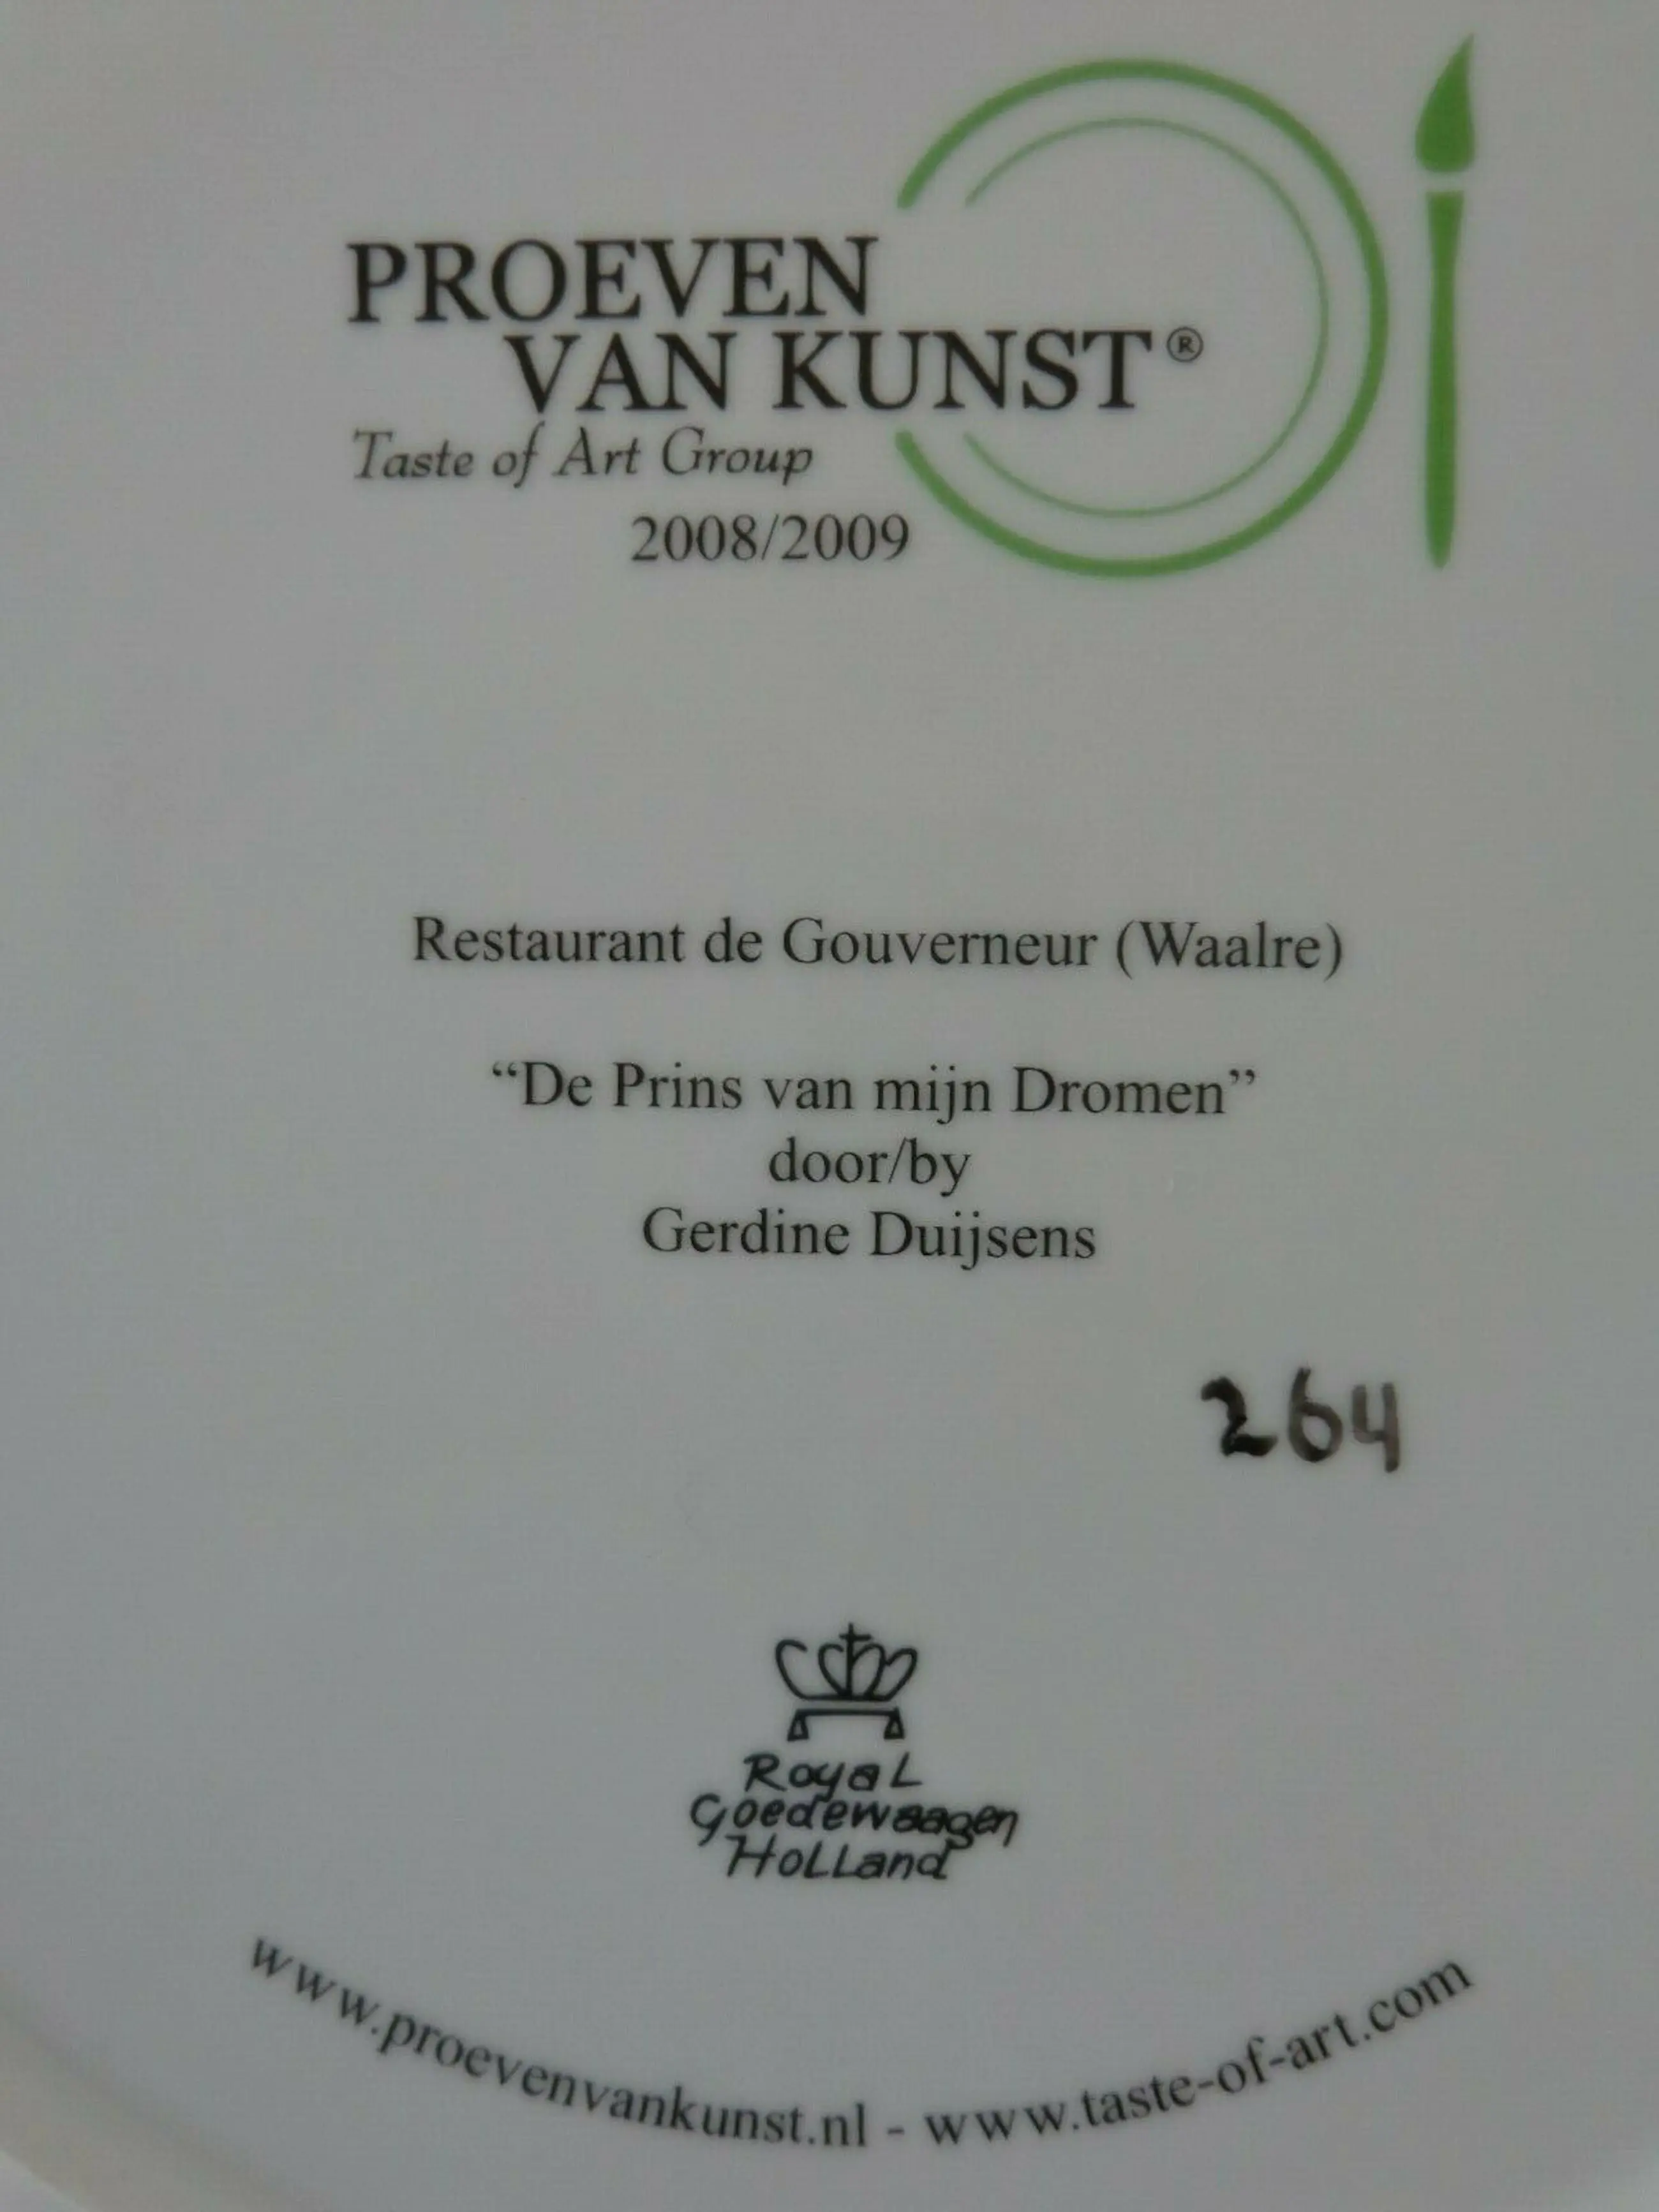 PROEVEN
VAN KUNST®
Taste of Art Group
2008/2009
Restaurant de Gouverneur (Waalre)
“De Prins van mijn Dromen”
door/by
Gerdine Duijsens
264
Royal
Goedewaagen
Holland
www.proevenvankunst.nl - www.taste-of-art.com